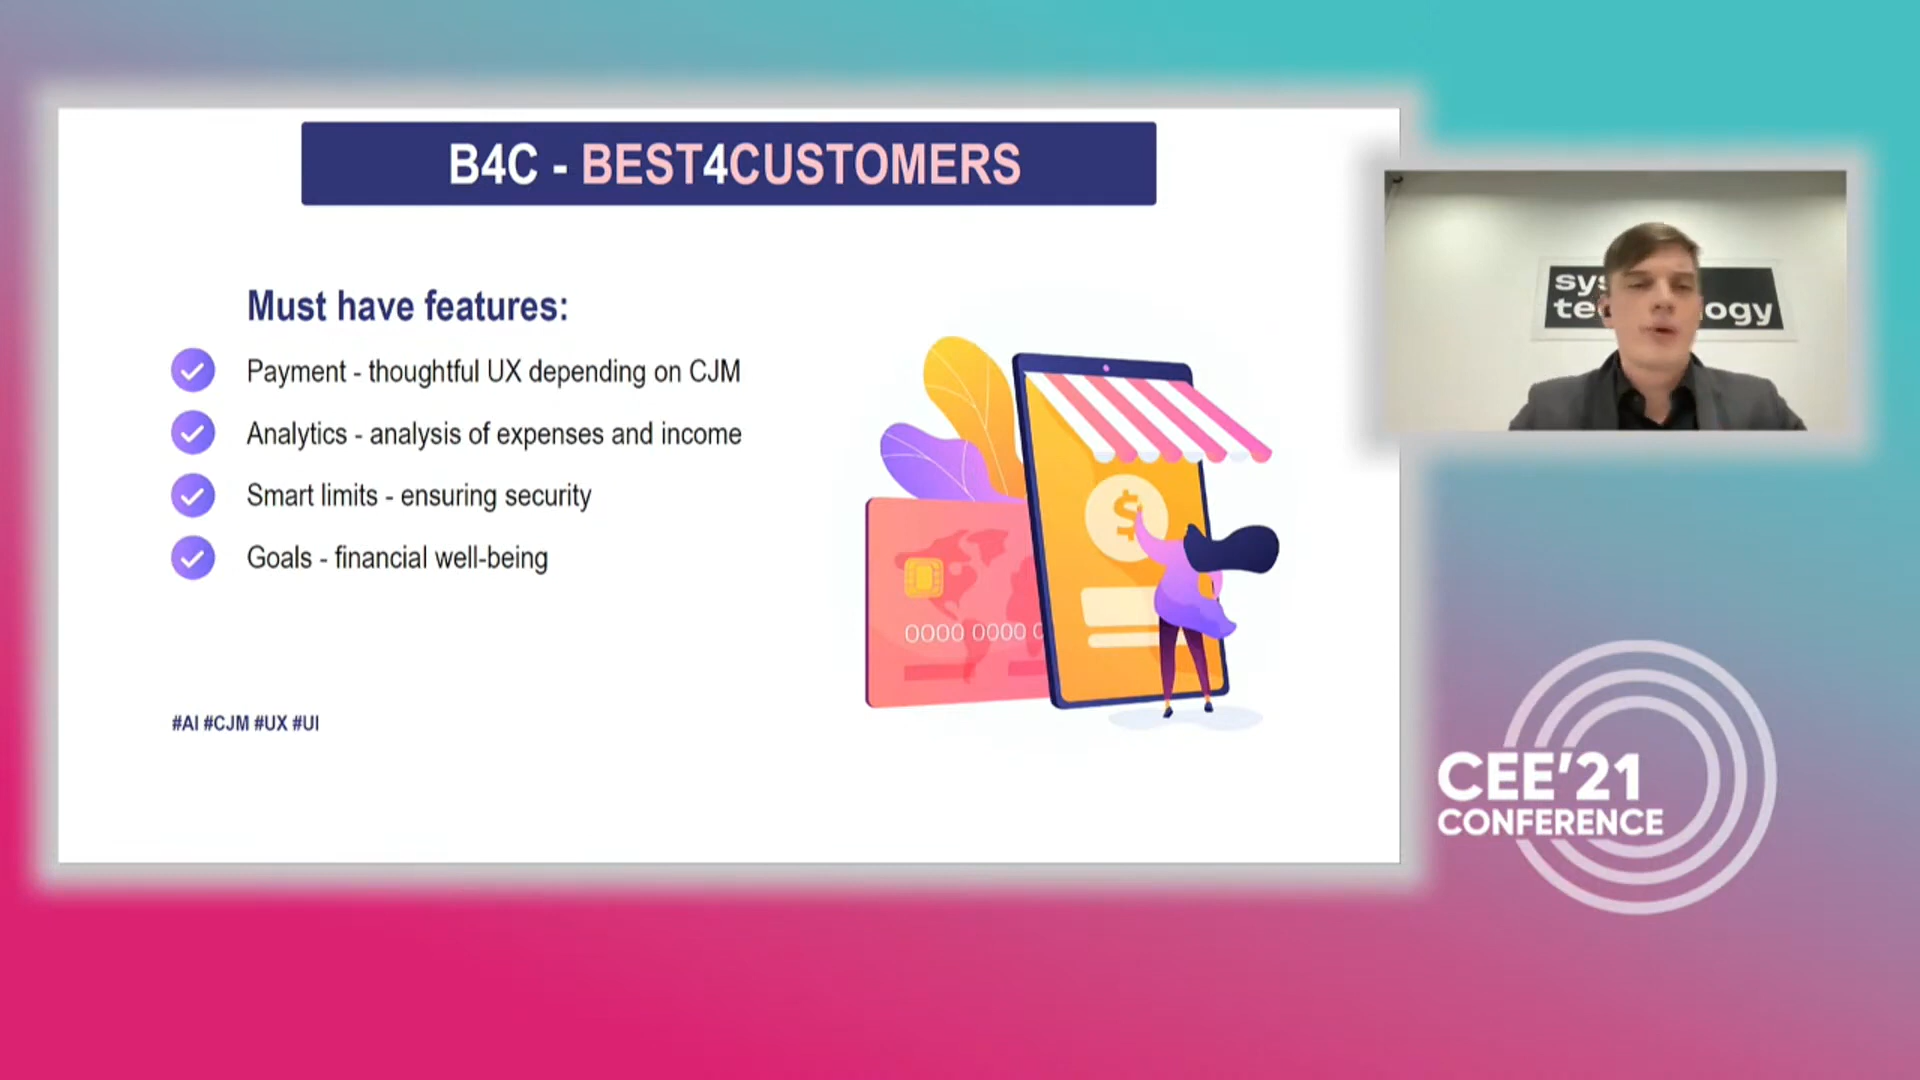 B4C - BEST4CUSTOMERS
Must have features:
Payment - thoughtful UX depending on CJM
Analytics - analysis of expenses and income
Smart limits - ensuring security
Goals - financial well-being
#AI #CJM #UX #UI
$
0000 0000
CEE'21
CONFERENCE